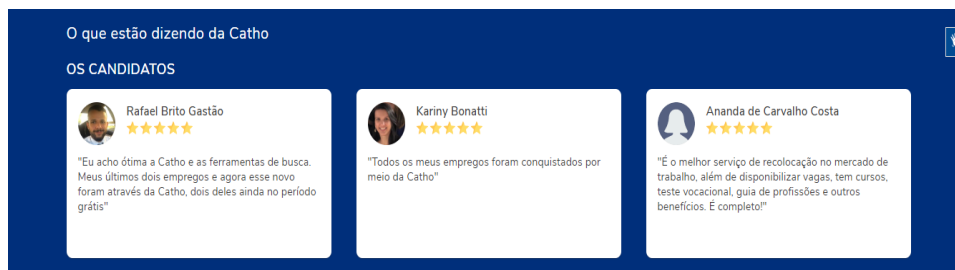 O que estão dizendo da Catho
OS CANDIDATOS
Rafael Brito Gastão
"Eu acho ótima a Catho e as ferramentas de busca.
Meus últimos dois empregos e agora esse novo
foram através da Catho, dois deles ainda no período
grátis"
Kariny Bonatti
"Todos os meus empregos foram conquistados por
meio da Catho"
Ananda de Carvalho Costa
"É o melhor serviço de recolocação no mercado de
trabalho, além de disponibilizar vagas, tem cursos,
teste vocacional, guia de profissões e outros
benefícios. É completo!"